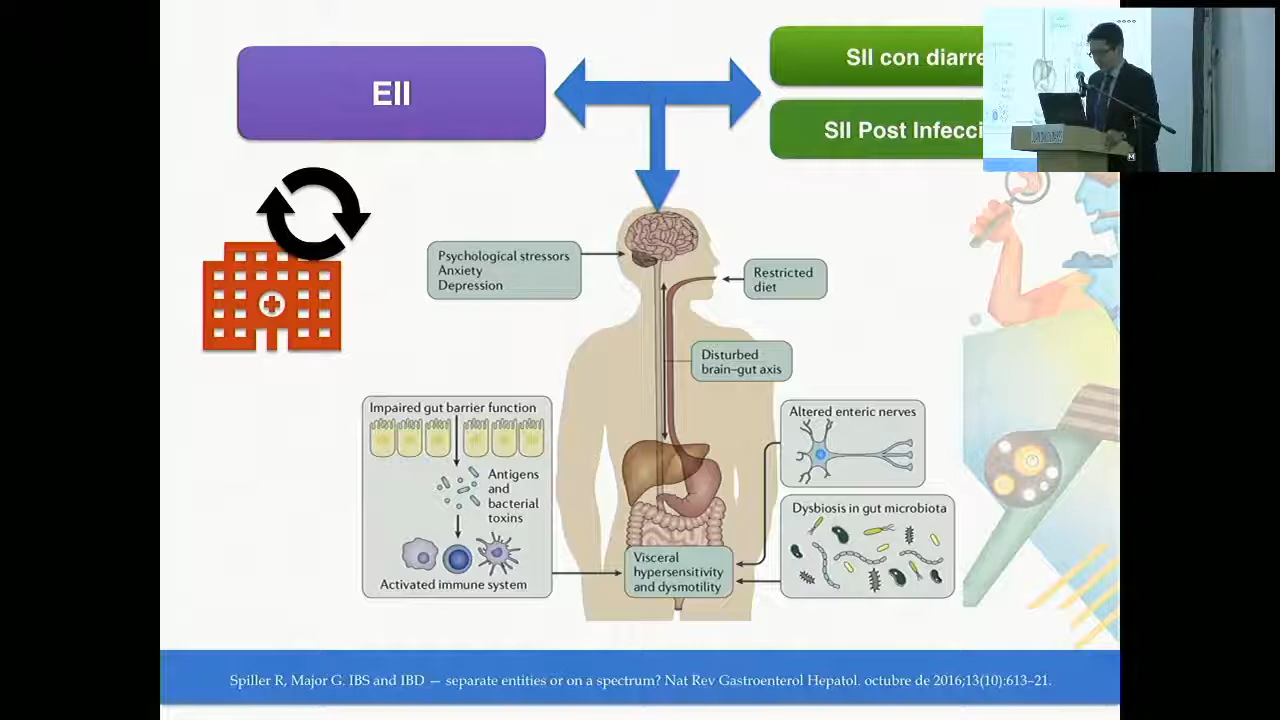 EII
SII con diarre
SII Post Infecci
Psychological stressors
Anxiety
Depression
Restricted
diet
Disturbed
brain–gut axis
Impaired gut barrier function
Antigens
and
bacterial
toxins
Activated immune system
Altered enteric nerves
Dysbiosis in gut microbiota
Visceral
hypersensitivity
and dysmotility
Spiller R, Major G. IBS and IBD — separate entities or on a spectrum? Nat Rev Gastroenterol Hepatol. octubre de 2016;13(10):613–21.